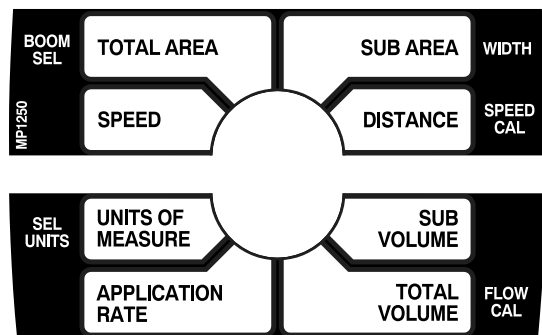 BOOM
SEL
TOTAL AREA
SUB AREA
WIDTH
MP1250
SPEED
DISTANCE
SPEED
CAL
SEL
UNITS
UNITS OF
MEASURE
SUB
VOLUME
APPLICATION
RATE
TOTAL
VOLUME
FLOW
CAL